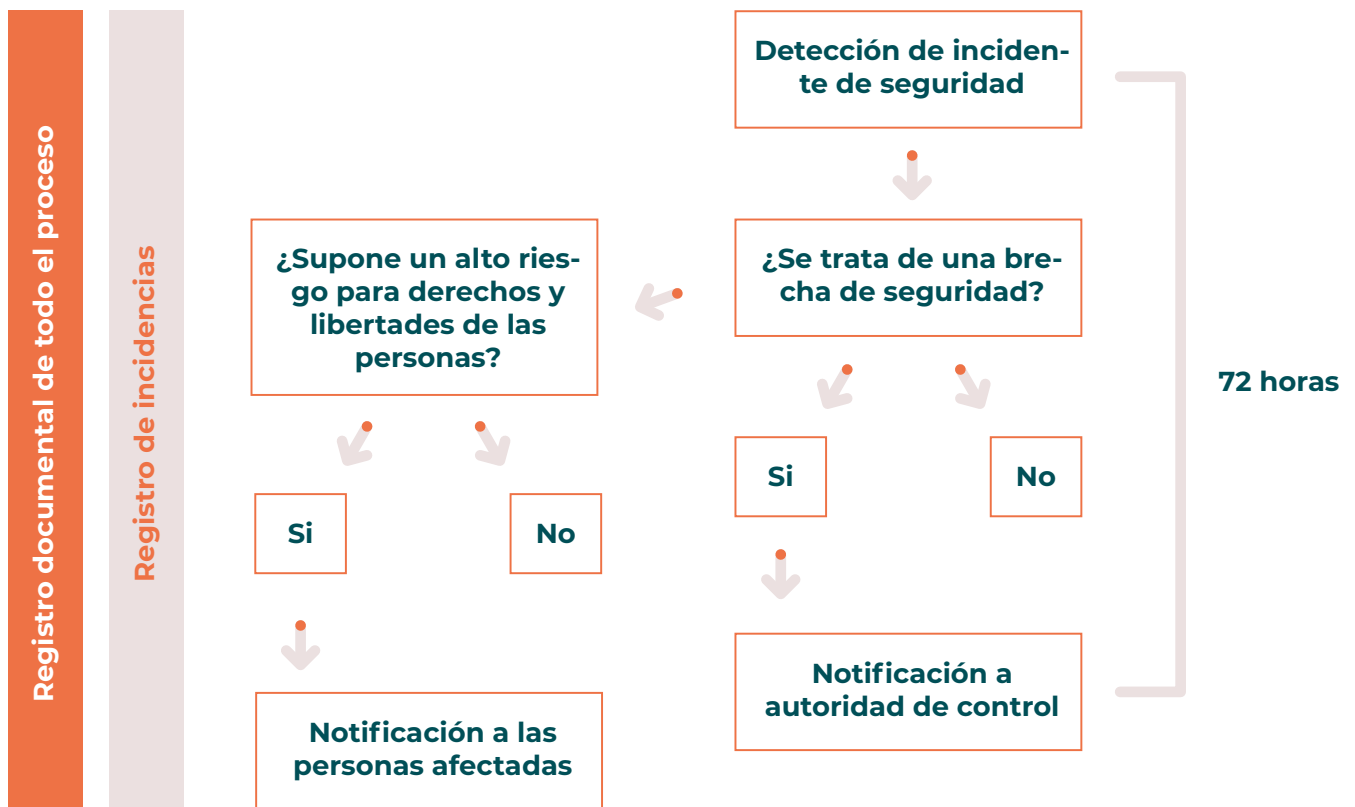 Registro documental de todo el proceso
Registro de incidencias
Detección de inciden-
te de seguridad
¿Se trata de una bre-
cha de seguridad?
Si
No
Notificación a
autoridad de control
72 horas
¿Supone un alto ries-
go para derechos y
libertades de las
personas?
Si
No
Notificación a las
personas afectadas